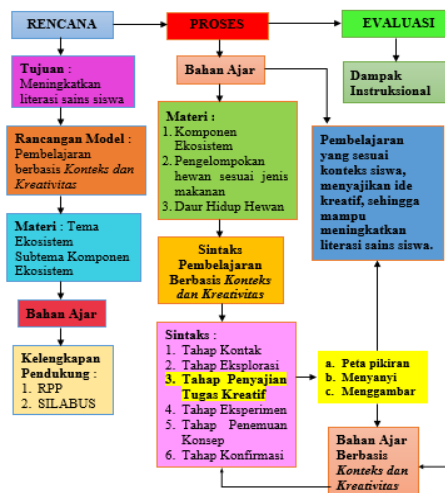 RENCANA
PROSES
EVALUASI
Tujuan :
Meningkatkan
literasi sains siswa
Rancangan Model :
Pembelajaran
berbasis Konteks dan
Kreativitas
Materi : Tema
Ekosistem
Subtema Komponen
Ekosistem
Bahan Ajar
Kelengkapan
Pendukung :
1. RPP
2. SILABUS
Bahan Ajar
Materi :
1. Komponen
Ekosistem
2. Pengelompokan
hewan sesuai jenis
makanan
3. Daur Hidup Hewan
Sintaks
Pembelajaran
Berbasis Konteks
dan Kreativitas
Sintaks :
1. Tahap Kontak
2. Tahap Eksplorasi
3. Tahap Penyajian
Tugas Kreatif
4. Tahap Eksperimen
5. Tahap Penemuan
Konsep
6. Tahap Konfirmasi
Dampak
Instruksional
Pembelajaran
yang sesuai
konteks siswa,
menyajikan ide
kreatif, sehingga
mampu
meningkatkan
literasi sains siswa.
a. Peta pikiran
b. Menyanyi
c. Menggambar
Bahan Ajar
Berbasis
Konteks dan
Kreativitas